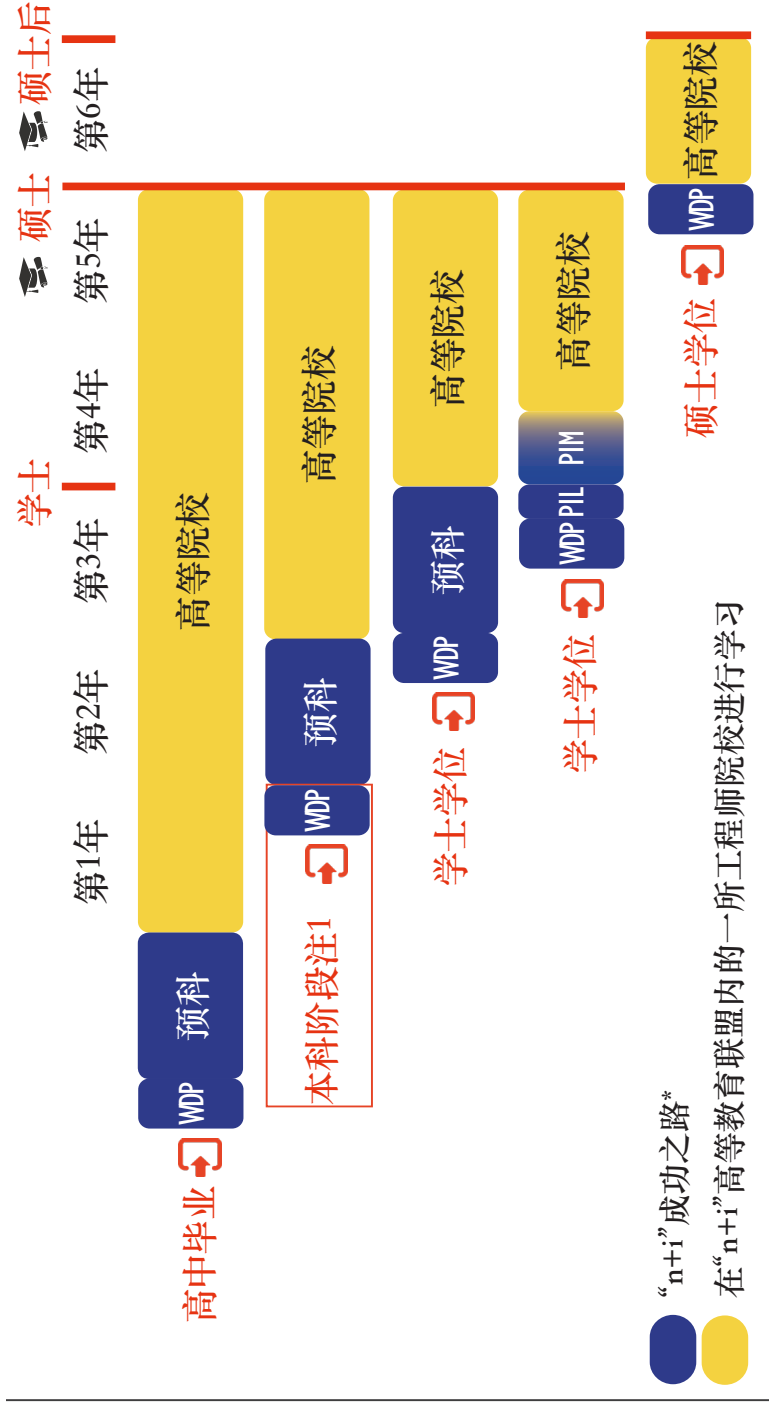 学士
硕士
硕士后
第1年
第2年
第3年
第4年
第5年
第6年
高中毕业
WDP
预科
高等院校
本科阶段注1
WDP
预科
高等院校
学士学位
WDP
预科
高等院校
学士学位
WDP
PIL
PIM
高等院校
硕士学位
WDP
高等院校
“n+i”成功之路*
在“n+i”高等教育联盟内的一所工程师院校进行学习